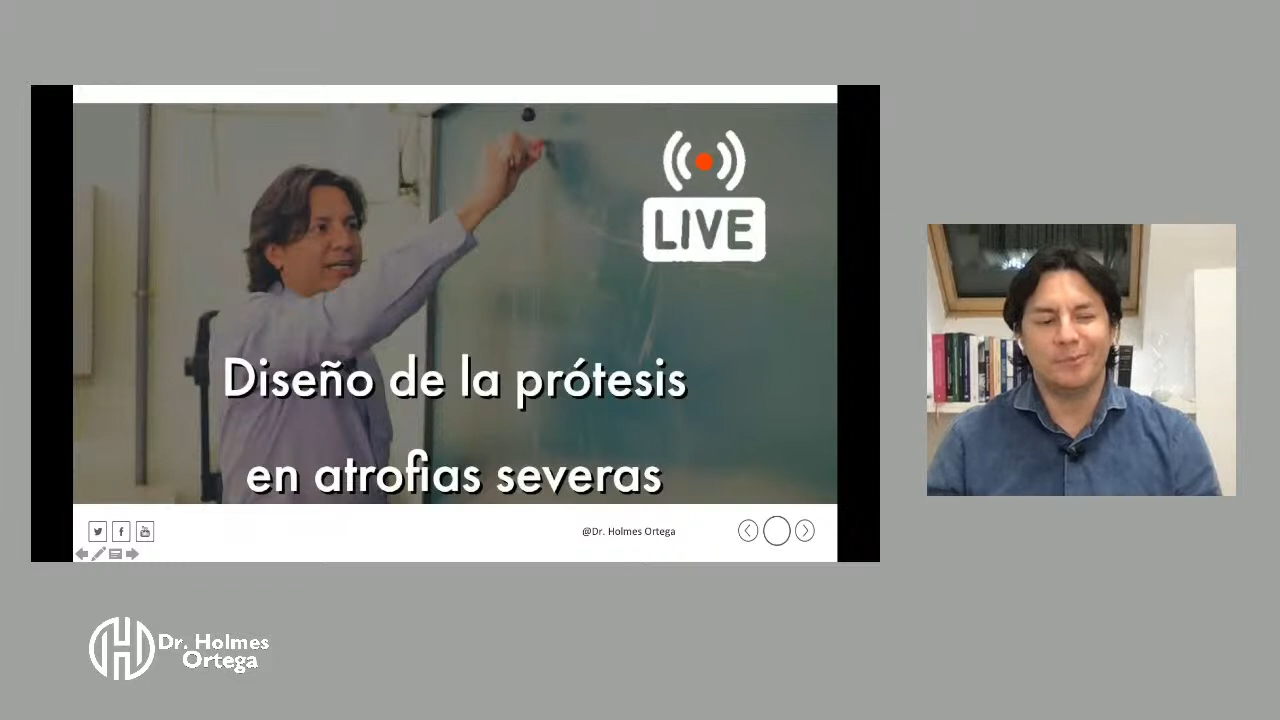 LIVE
Diseño de la prótesis
en atrofias severas
@Dr. Holmes Ortega
Dr. Holmes
Ortega